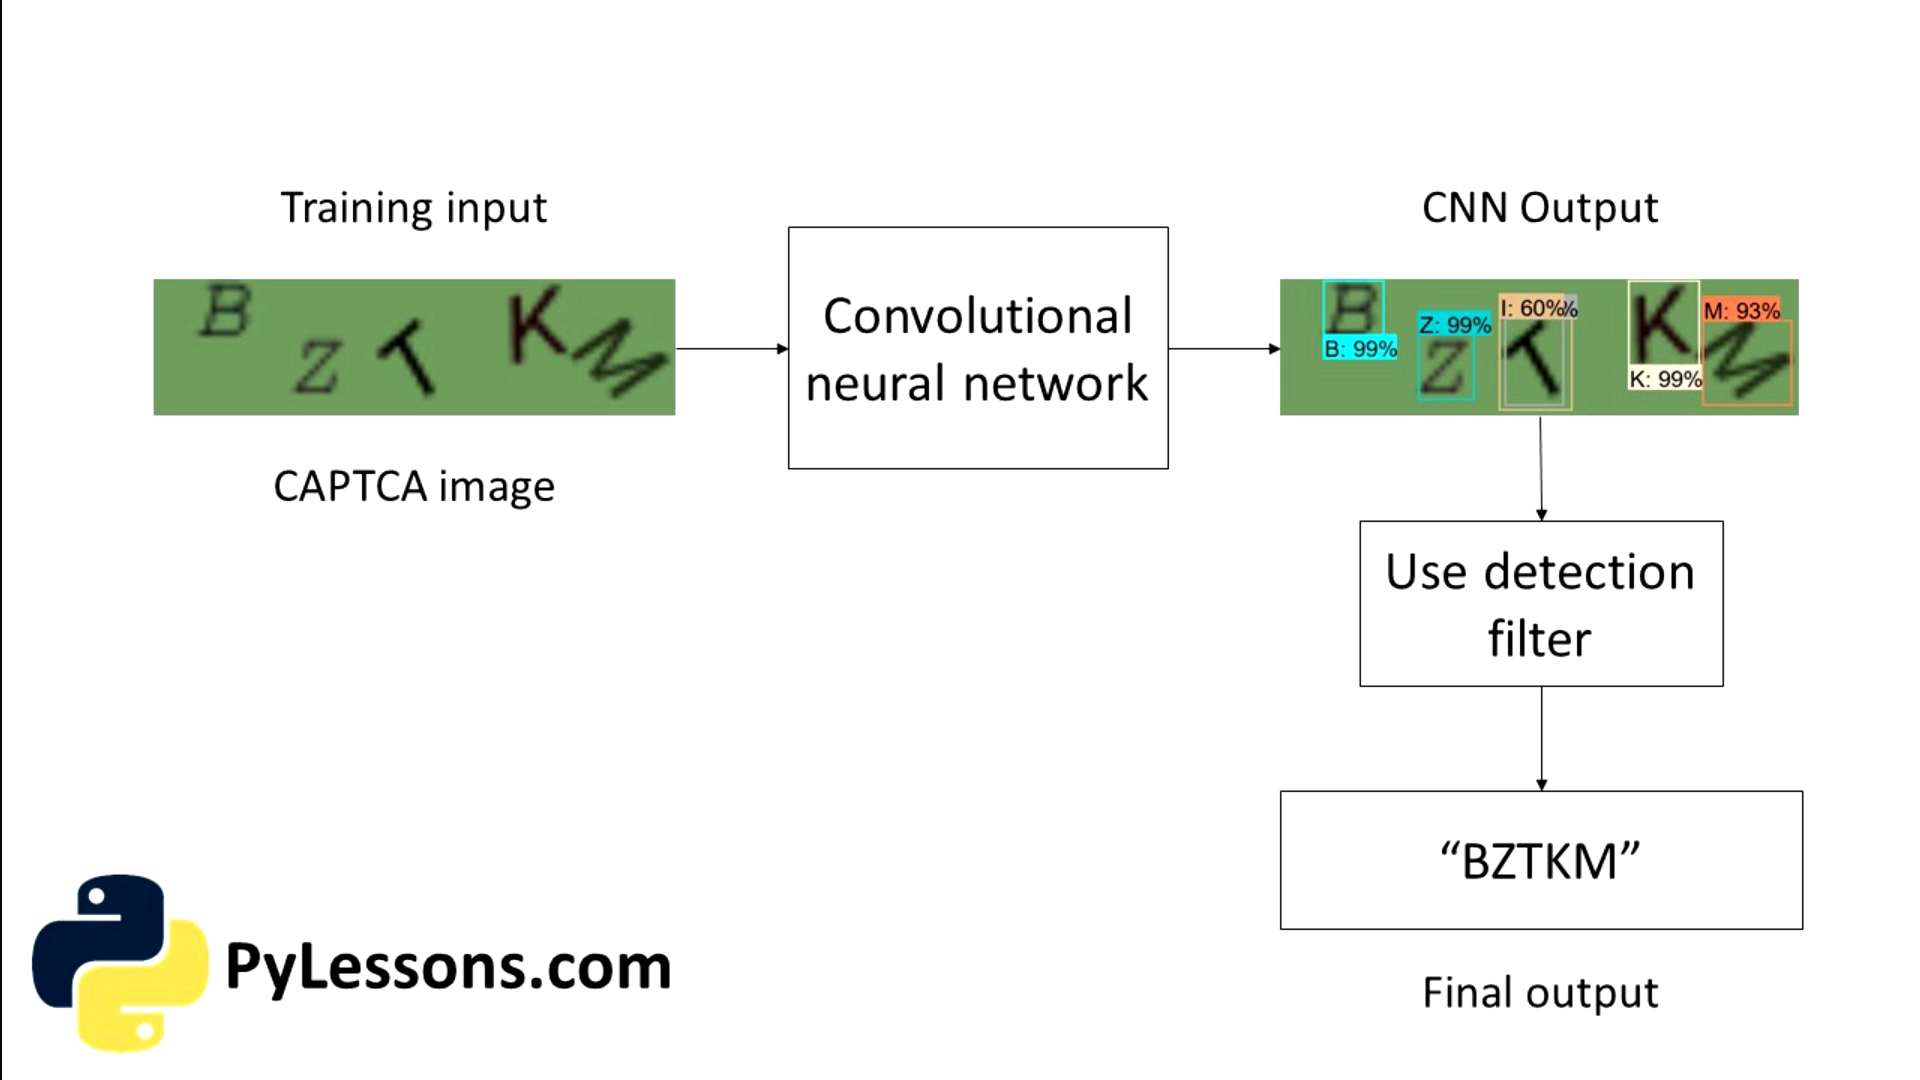 Training input
CNN Output
B Z T K M
Convolutional
neural network
B
B: 99%
Z: 99%
Z
I: 60%
%
T
K
K: 99%
M: 93%
M
CAPTCA image
Use detection
filter
“BZTKM”
Final output
PyLessons.com